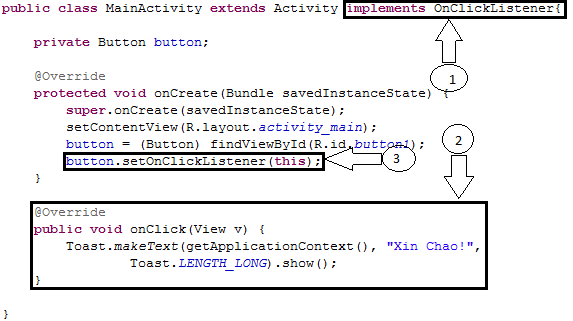 public class MainActivity extends Activity implements OnClickListener{
1
private Button button;
@Override
protected void onCreate(Bundle savedInstanceState) {
super.onCreate(savedInstanceState);
setContentView(R.layout.activity_main);
button = (Button) findViewById(R.id.button1);
2
button.setOnClickListener(this);
3
}
@Override
public void onClick(View v) {
Toast.makeText(getApplicationContext(), "Xin Chao!",
Toast.LENGTH_LONG).show();
}
}